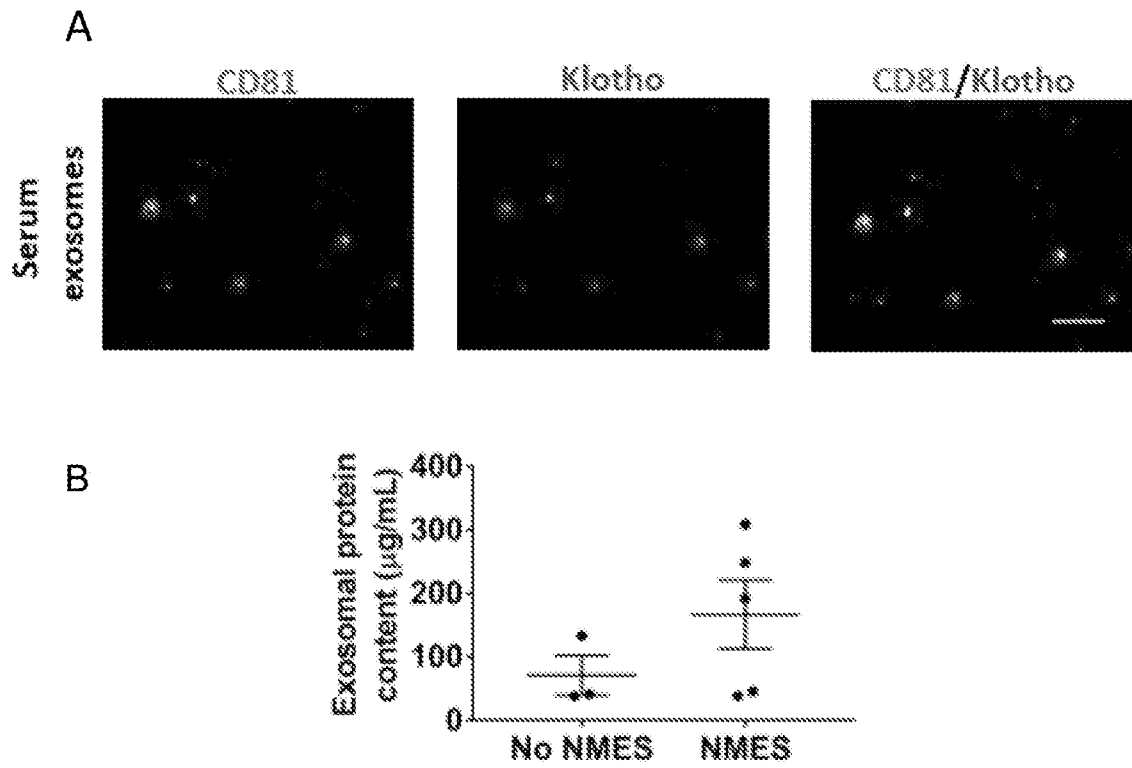 A
CD81
Klotho
CD81/Klotho
Serum
exosomes
B
Exosomal protein
content (µg/mL)
400
300
200
100
0
No NMES
NMES